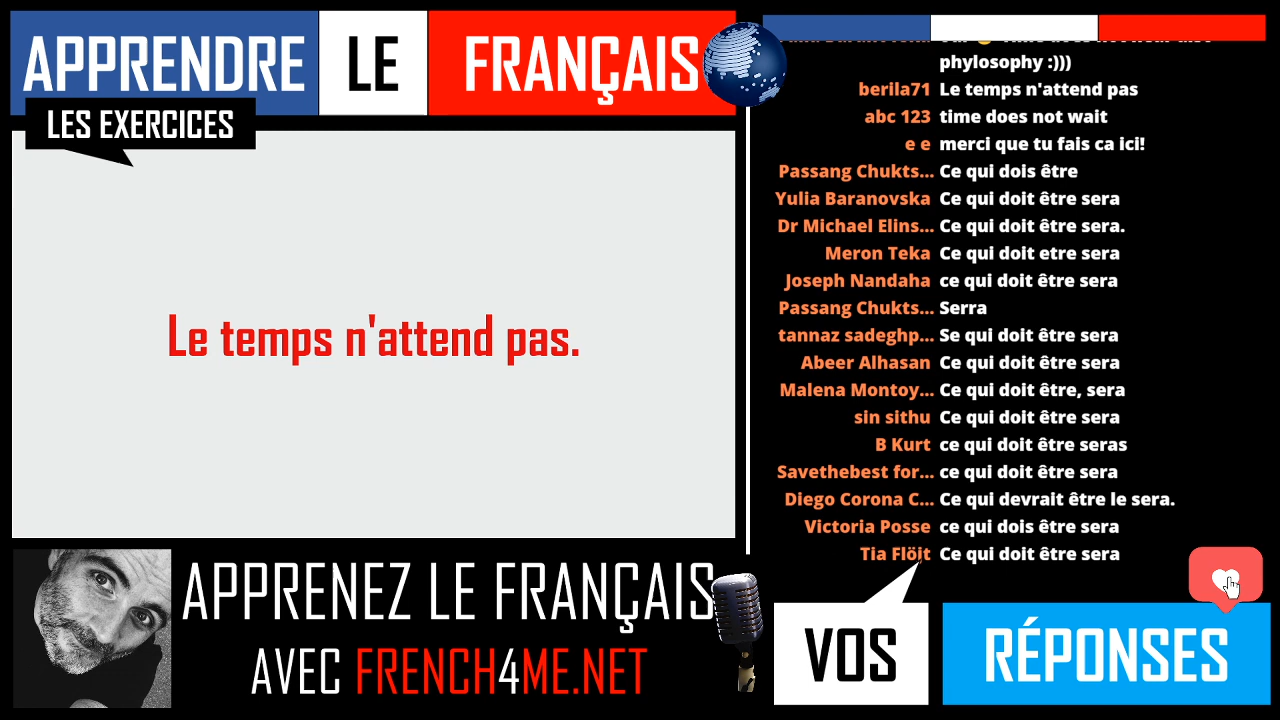 APPRENDRE LE FRANÇAIS
LES EXERCICES
Le temps n'attend pas.
APPRENEZ LE FRANÇAIS
AVEC FRENCH4ME.NET
phylosophy :)))
berila71 Le temps n'attend pas
abc 123 time does not wait
e e merci que tu fais ca ici!
Passang Chukts... Ce qui dois être
Yulia Baranovska Ce qui doit être sera
Dr Michael Elins... Ce qui doit être sera.
Meron Teka Ce qui doit etre sera
Joseph Nandaha ce qui doit être sera
Passang Chukts... Serra
tannaz sadeghp... Se qui doit être sera
Abeer Alhasan Ce qui doit être sera
Malena Montoy... Ce qui doit être, sera
sin sithu Ce qui doit être sera
B Kurt ce qui doit être seras
Savethebest for... ce qui doit être sera
Diego Corona C... Ce qui devrait être le sera.
Victoria Posse ce qui dois être sera
Tia Flöjt Ce qui doit être sera
VOS RÉPONSES